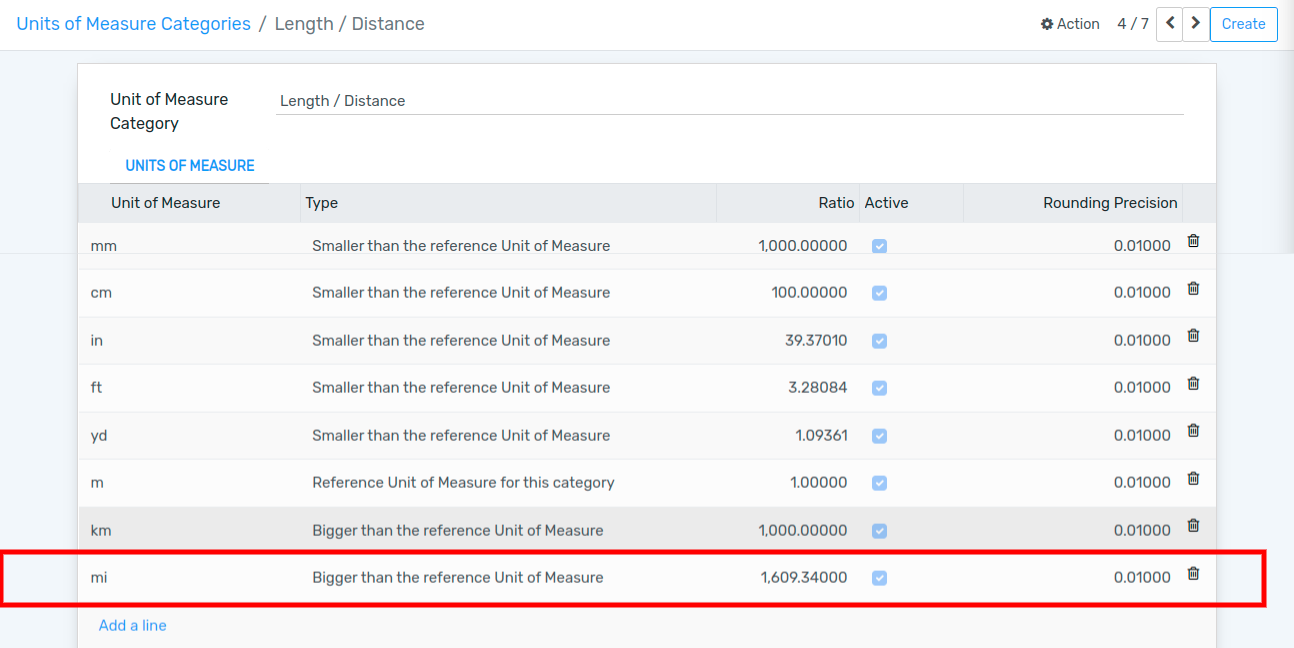 Units of Measure Categories / Length / Distance Action 4 / 7 Create
Unit of Measure Category Length / Distance
UNITS OF MEASURE
Unit of Measure Type Ratio Active Rounding Precision
mm Smaller than the reference Unit of Measure 1,000.00000 0.01000
cm Smaller than the reference Unit of Measure 100.00000 0.01000
in Smaller than the reference Unit of Measure 39.37010 0.01000
ft Smaller than the reference Unit of Measure 3.28084 0.01000
yd Smaller than the reference Unit of Measure 1.09361 0.01000
m Reference Unit of Measure for this category 1.00000 0.01000
km Bigger than the reference Unit of Measure 1,000.00000 0.01000
mi Bigger than the reference Unit of Measure 1,609.34000 0.01000
Add a line